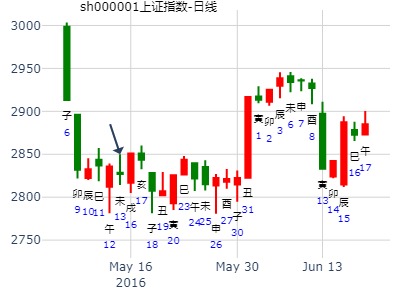 sh000001上证指数-日线
3000
2950
2900
2850
2800
2750
子 6
卯 9
辰 10
巳 11
午 12
未 13
戌 16
亥 17
子 18
丑 19
寅 20
巳 23
午 24
未 25
申 26
酉 27
子 30
丑 31
寅 1
卯 2
辰 3
未 6
申 7
酉 8
寅 13
卯 14
辰 15
巳 16
午 17
May 16
2016
May 30
Jun 13